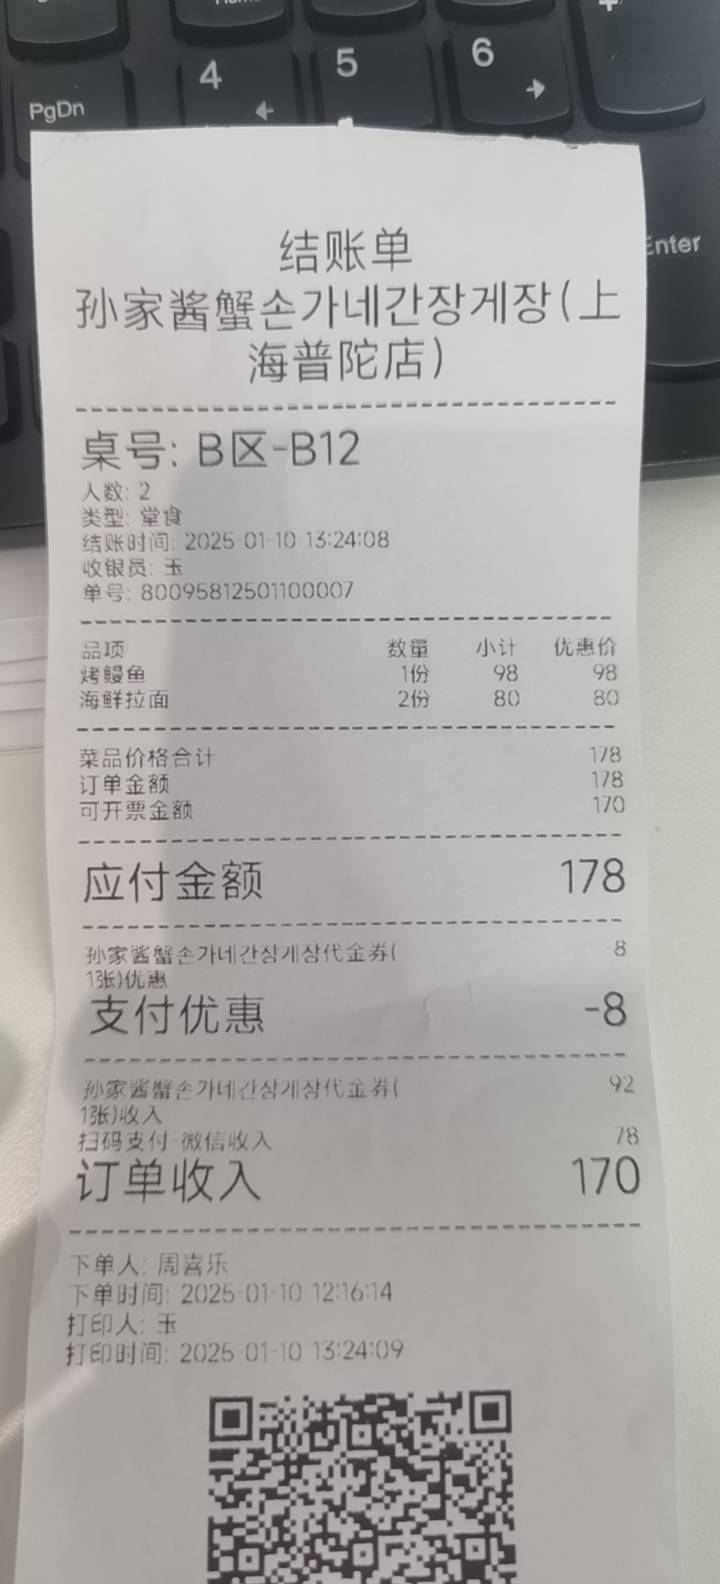 4
5
6
PgDn
Enter
结账单
孙家酱蟹손가네간장게장(上
海普陀店)
桌号: B区-B12
人数: 2
类型: 堂食
结账时间: 2025-01-10 13:24:08
收银员: 玉
单号: 80095812501100007
品项 数量 小计 优惠价
烤鳗鱼 1份 98 98
海鲜拉面 2份 80 80
菜品价格合计 178
订单金额 178
可开票金额 170
应付金额 178
孙家酱蟹손가네간장게장代金券( -8
1张)优惠
支付优惠 -8
孙家酱蟹손가네간장게장代金券( 92
1张)收入
扫码支付-微信收入 78
订单收入 170
下单人: 周喜乐
下单时间: 2025-01-10 12:16:14
打印人: 玉
打印时间: 2025-01-10 13:24:09